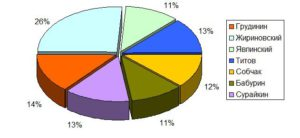 11%
26%
13%
12%
11%
13%
14%
Грудинин
Жириновский
Явлинский
Титов
Собчак
Бабурин
Сурайкин